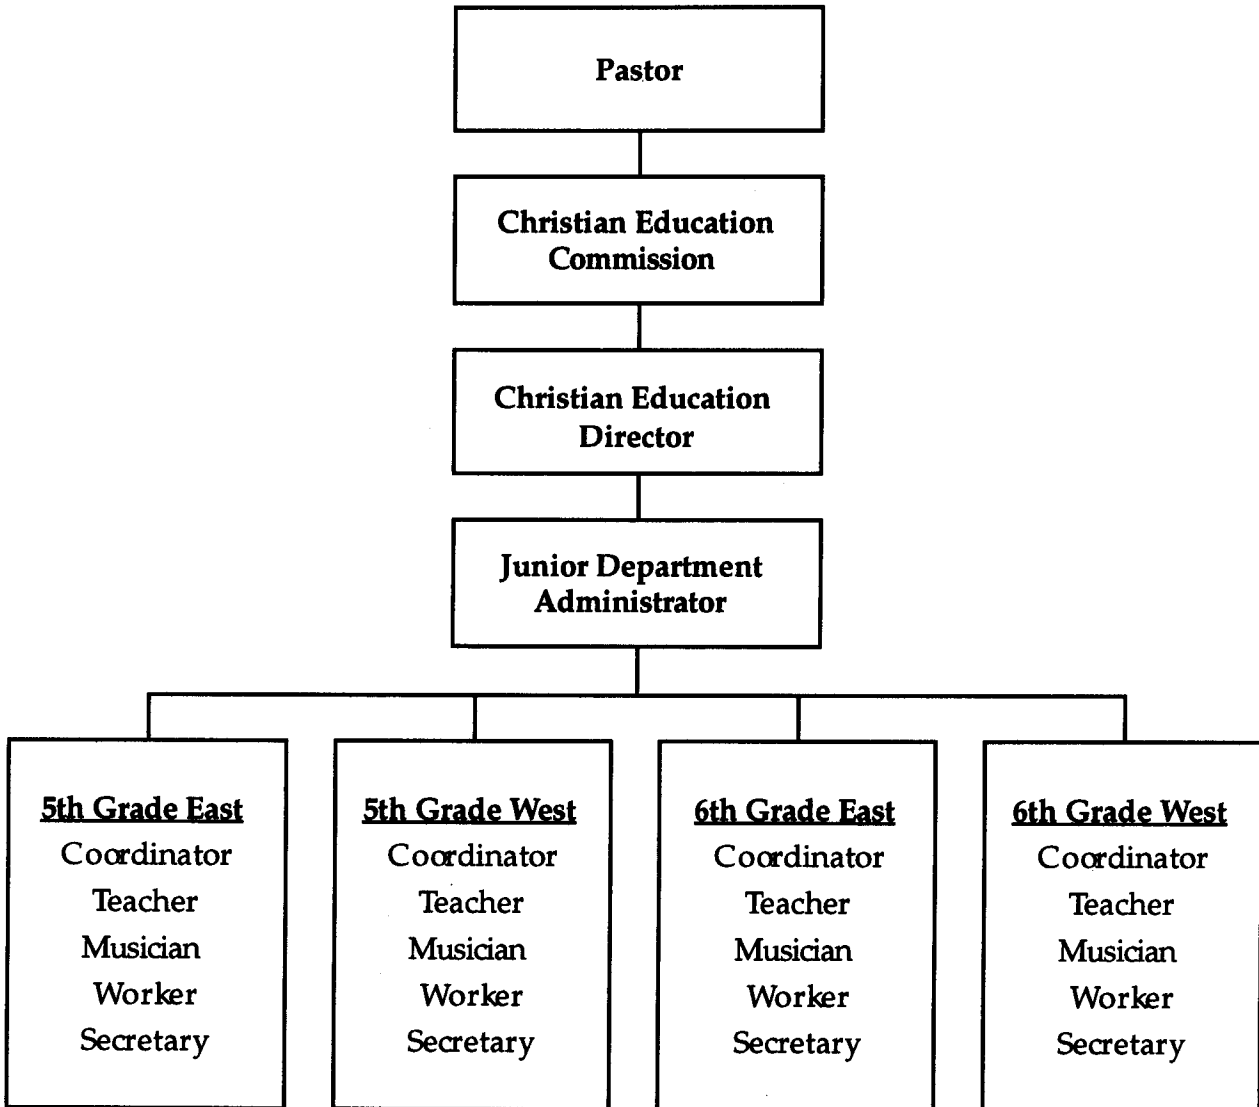 Pastor
Christian Education
Commission
Christian Education
Director
Junior Department
Administrator
5th Grade East
Coordinator
Teacher
Musician
Worker
Secretary
5th Grade West
Coordinator
Teacher
Musician
Worker
Secretary
6th Grade East
Coordinator
Teacher
Musician
Worker
Secretary
6th Grade West
Coordinator
Teacher
Musician
Worker
Secretary